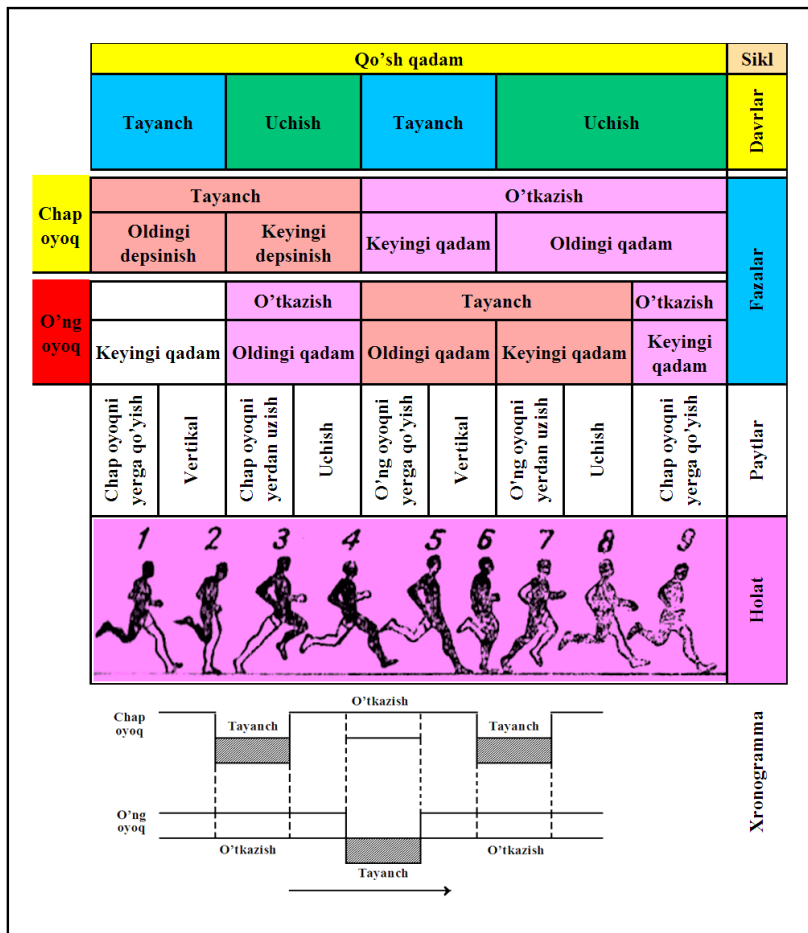 Qo’sh qadam
Sikl
Tayanch
Uchish
Tayanch
Uchish
Davrlar
Chap
oyoq
Tayanch
O’tkazish
Oldingi
depsinish
Keyingi
depsinish
Keyingi qadam
Oldingi qadam
Fazalar
O’ng
oyoq
O’tkazish
Tayanch
O’tkazish
Keyingi qadam
Oldingi qadam
Oldingi qadam
Keyingi qadam
Keyingi
qadam
Chap oyoqni
yerga qo’yish
Vertikal
Chap oyoqni
yerdan uzish
Uchish
O’ng oyoqni
yerga qo’yish
Vertikal
O'ng oyoqni
yerdan uzish
Uchish
Chap oyoqni
yerga qo’yish
Paytlar
1 2 3 4 5 6 7 8 9
Holat
O’tkazish
Chap
oyoq
Tayanch
Tayanch
O’ng
oyoq
O’tkazish
O’tkazish
Tayanch
Xronogramma